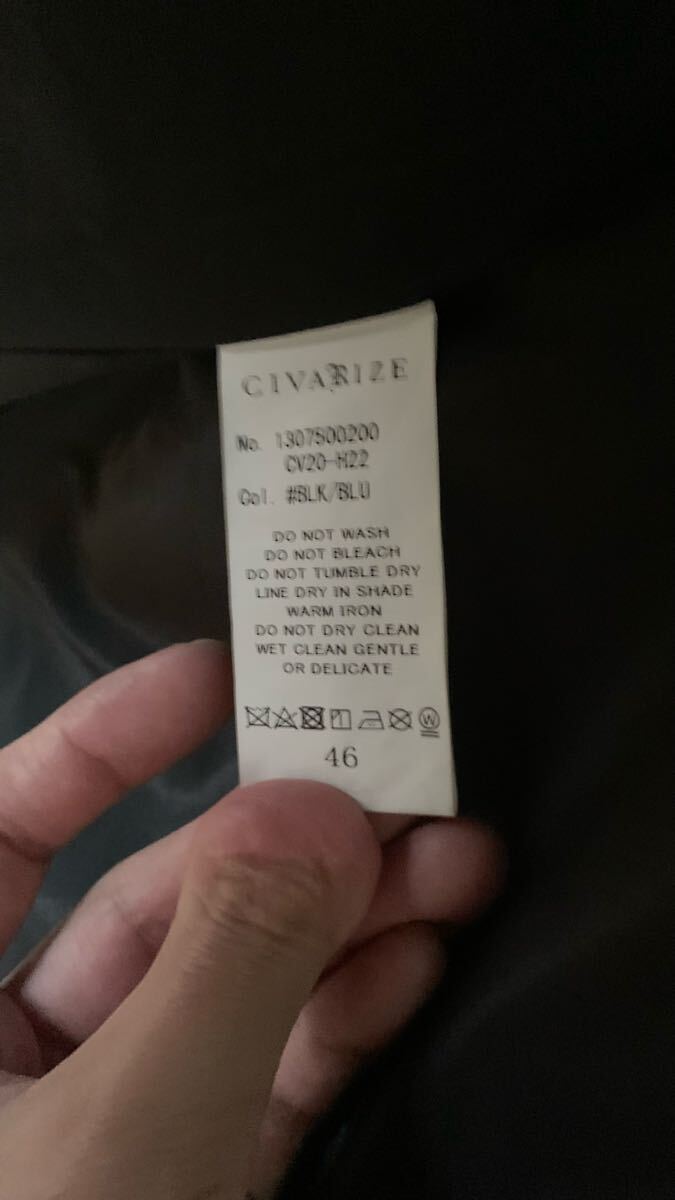 CIVARIZE
No. 1307500200
CV20-H22
Col. #BLK/BLU
DO NOT WASH
DO NOT BLEACH
DO NOT TUMBLE DRY
LINE DRY IN SHADE
WARM IRON
DO NOT DRY CLEAN
WET CLEAN GENTLE
OR DELICATE
W
46